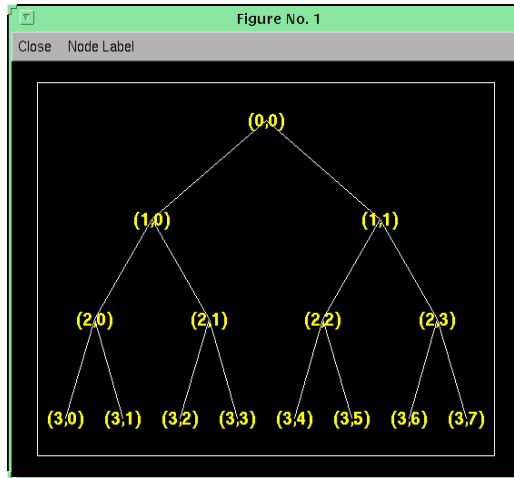 Figure No. 1
Close Node Label
(0,0)
(1,0) (1,1)
(2,0) (2,1) (2,2) (2,3)
(3,0) (3,1) (3,2) (3,3) (3,4) (3,5) (3,6) (3,7)